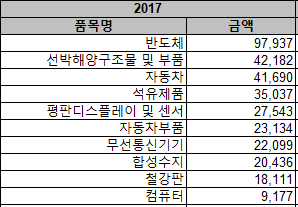 2017
품목명 금액
반도체 97,937
선박해양구조물 및 부품 42,182
자동차 41,690
석유제품 35,037
평판디스플레이 및 센서 27,543
자동차부품 23,134
무선통신기기 22,099
합성수지 20,436
철강판 18,111
컴퓨터 9,177